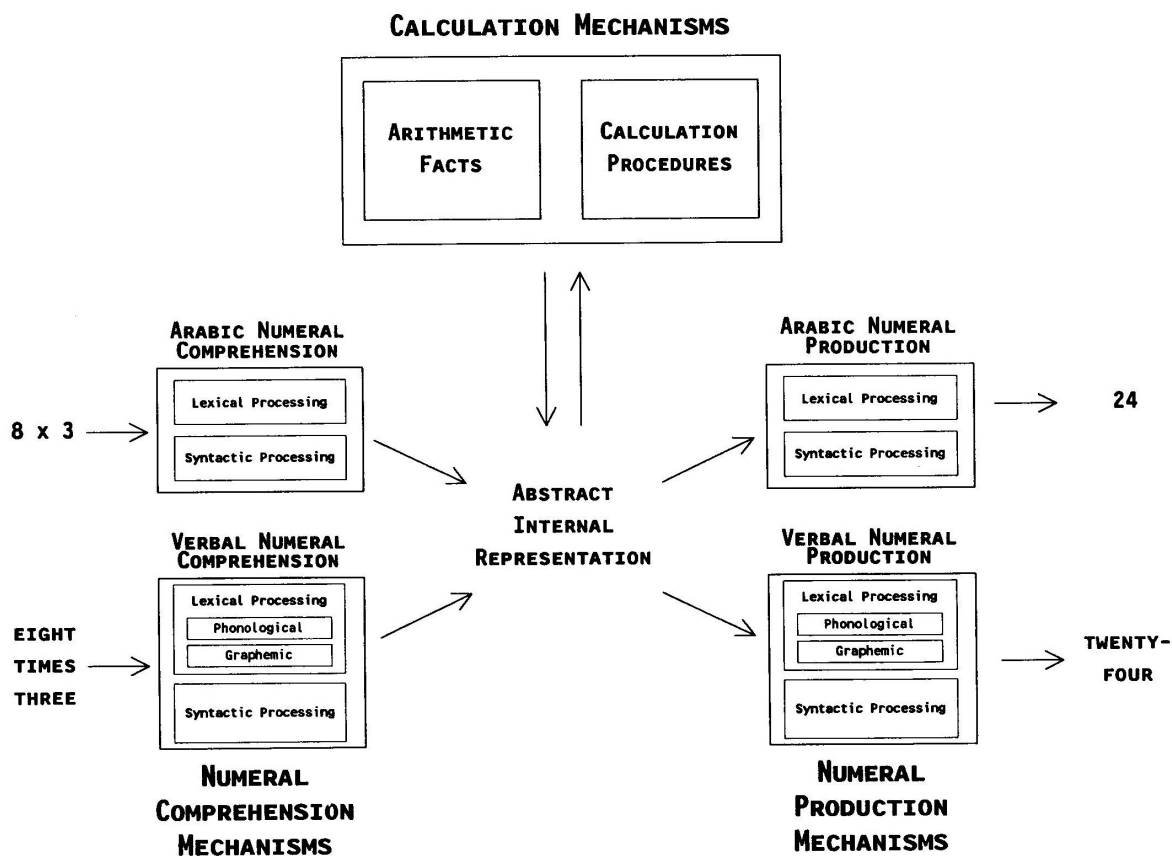 CALCULATION MECHANISMS
ARITHMETIC
FACTS
CALCULATION
PROCEDURES
ARABIC NUMERAL
COMPREHENSION
Lexical Processing
Syntactic Processing
8 x 3
ARABIC NUMERAL
PRODUCTION
Lexical Processing
Syntactic Processing
24
ABSTRACT
INTERNAL
REPRESENTATION
VERBAL NUMERAL
COMPREHENSION
Lexical Processing
Phonological
Graphemic
Syntactic Processing
EIGHT
TIMES
THREE
VERBAL NUMERAL
PRODUCTION
Lexical Processing
Phonological
Graphemic
Syntactic Processing
TWENTY-
FOUR
NUMERAL
COMPREHENSION
MECHANISMS
NUMERAL
PRODUCTION
MECHANISMS